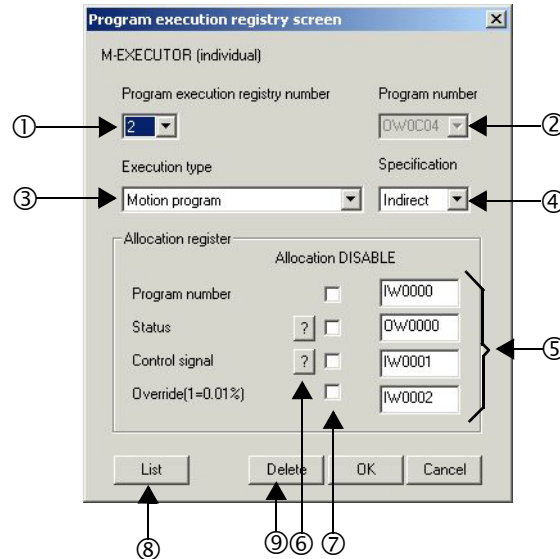 Program execution registry screen
M-EXECUTOR (individual)
Program execution registry number Program number
① 2 OW0C04 ②
Execution type Specification
③ Motion program Indirect ④
Allocation register
Allocation DISABLE
Program number IW0000
Status ? OW0000
⑤
Control signal ? IW0001
Override(1=0.01%) IW0002
List Delete OK Cancel
⑧ ⑨ ⑥ ⑦